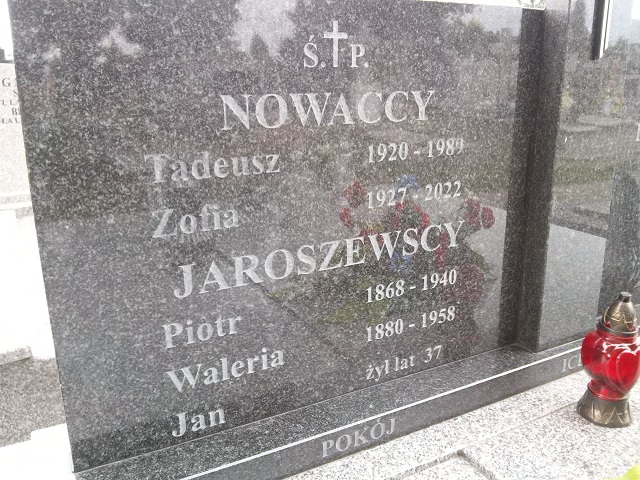 Ś.✝P.
NOWACCY
Tadeusz 1920 - 1989
Zofia 1927 - 2022
JAROSZEWSCY
Piotr 1868 - 1940
Waleria 1880 - 1958
Jan żył lat 37
POKÓJ